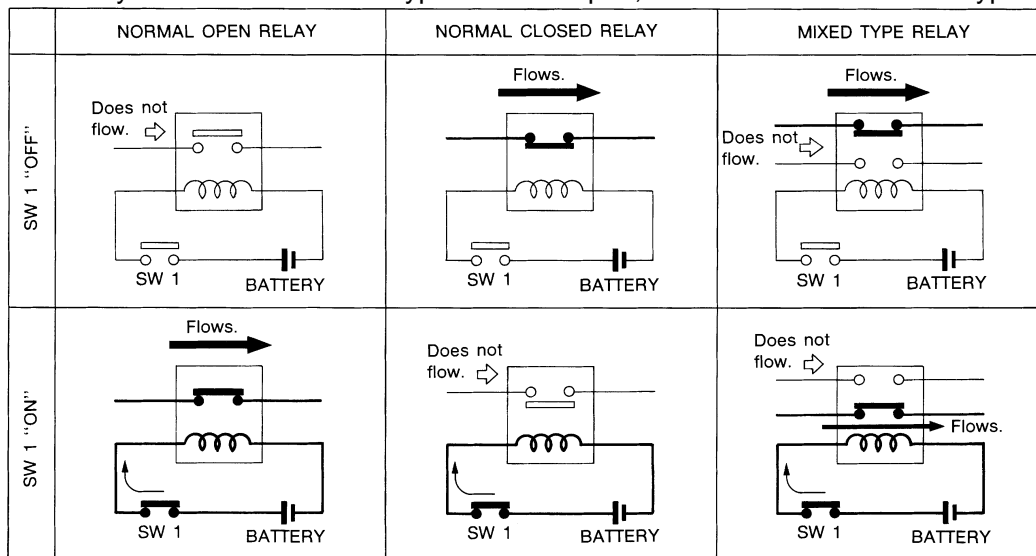 NORMAL OPEN RELAY
NORMAL CLOSED RELAY
MIXED TYPE RELAY
SW 1 "OFF"
Does not
flow.
SW 1
BATTERY
Flows.
SW 1
BATTERY
Flows.
Does not
flow.
SW 1
BATTERY
SW 1 "ON"
Flows.
SW 1
BATTERY
Does not
flow.
SW 1
BATTERY
Does not
flow.
Flows.
SW 1
BATTERY